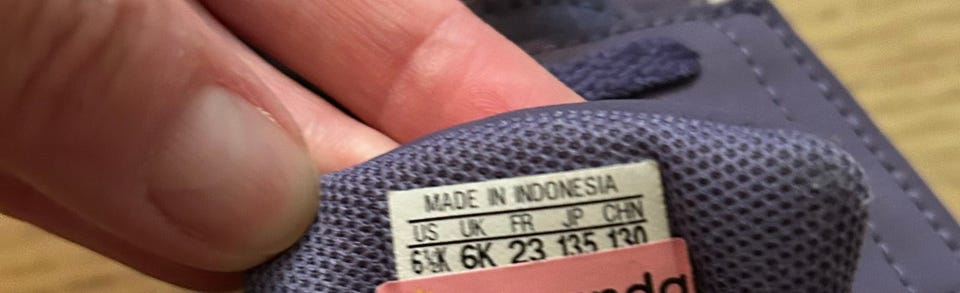 MADE IN INDONESIA
US UK FR JP CHN
6½K 6K 23 135 130